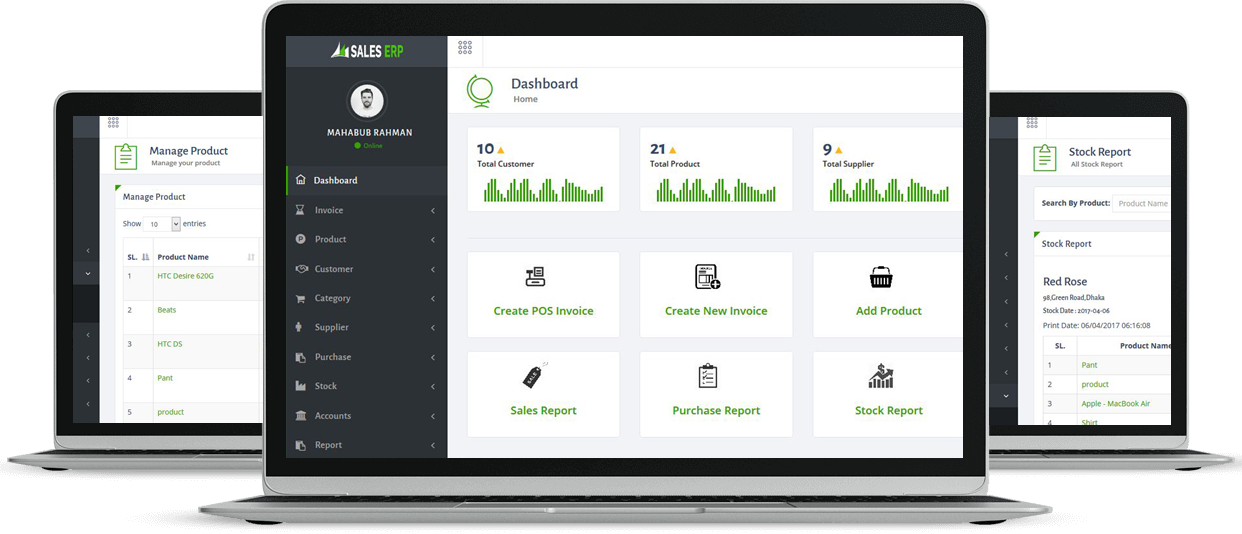 Manage Product
Manage your product
Manage Product
Show 10 entries
SL. Product Name
1 HTC Desire 620G
2 Beats
3 HTC DS
4 Pant
5 product
SALES ERP
MAHABUB RAHMAN
Online
Dashboard
Invoice
Product
Customer
Category
Supplier
Purchase
Stock
Accounts
Report
Dashboard
Home
10
Total Customer
21
Total Product
9
Total Supplier
Create POS Invoice
Create New Invoice
Add Product
Sales Report
Purchase Report
Stock Report
Stock Report
All Stock Report
Search By Product: Product Name
Stock Report
Red Rose
98,Green Road,Dhaka
Stock Date : 2017-04-06
Print Date: 06/04/2017 06:16:08
SL. Product Name
1 Pant
2 product
3 Apple - MacBook Air
4 Shirt